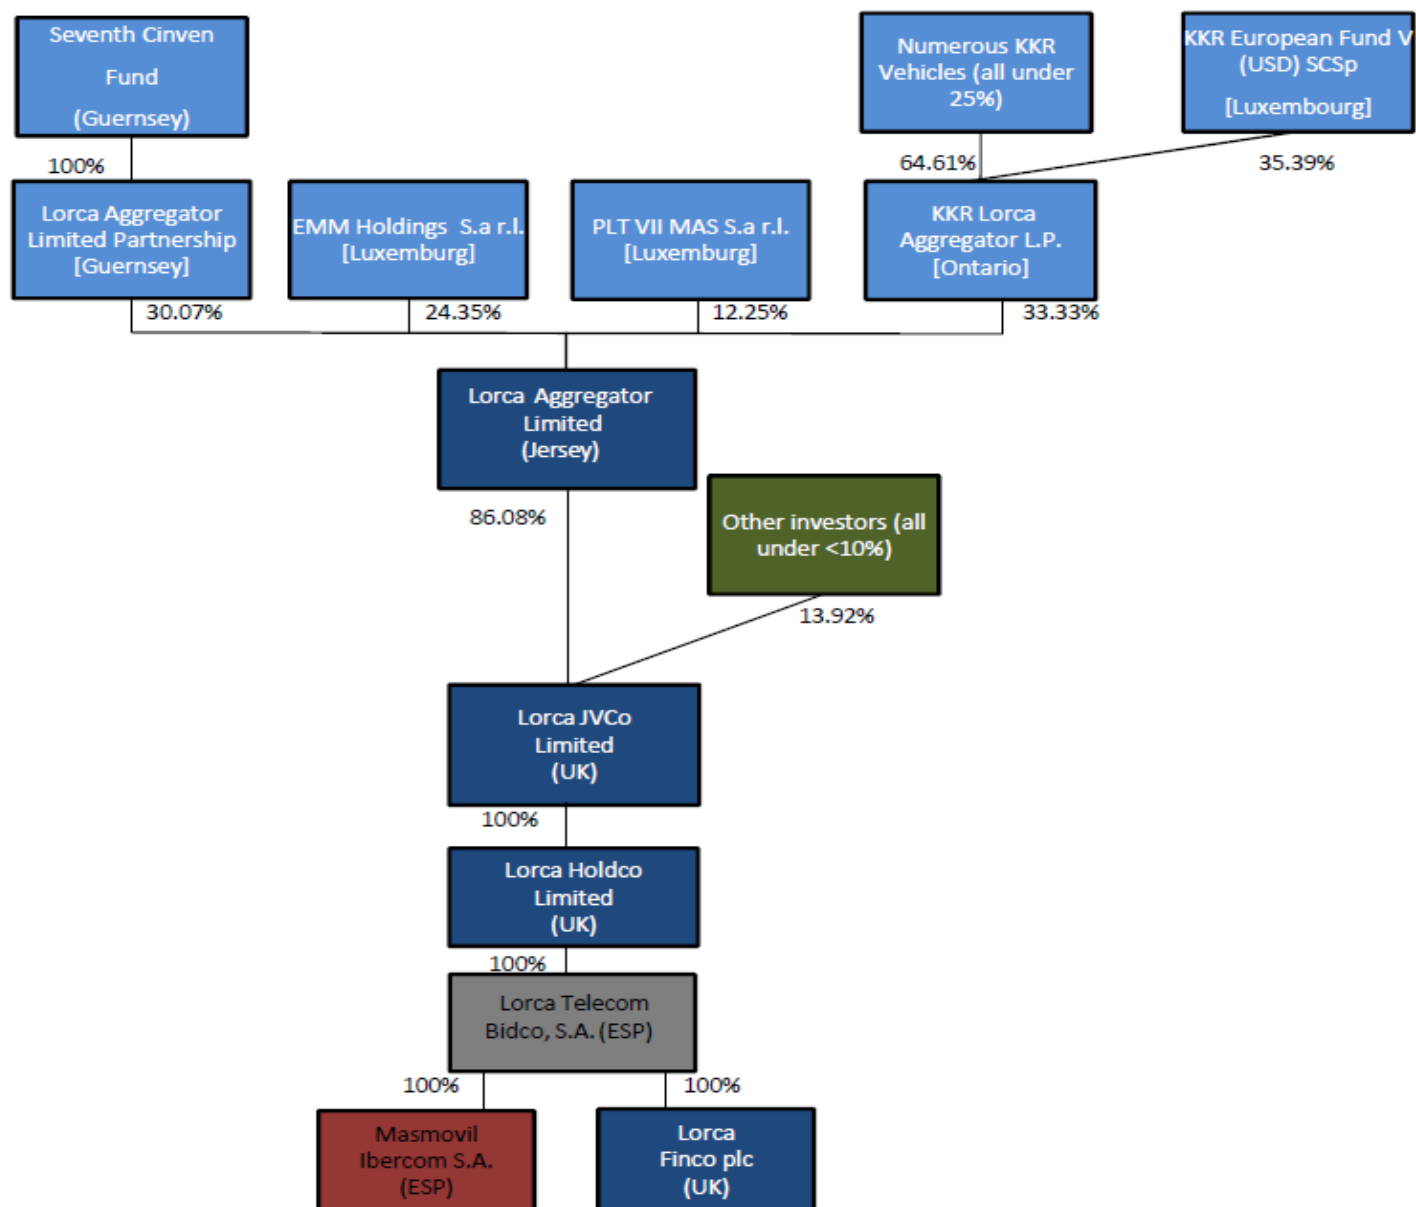 Seventh Cinven
Fund
(Guernsey)
Numerous KKR
Vehicles (all under
25%)
KKR European Fund V
(USD) SCSp
[Luxembourg]
100%
64.61%
35.39%
Lorca Aggregator
Limited Partnership
[Guernsey]
EMM Holdings S.a r.l.
[Luxemburg]
PLT VII MAS S.a r.l.
[Luxemburg]
KKR Lorca
Aggregator L.P.
[Ontario]
30.07%
24.35%
12.25%
33.33%
Lorca Aggregator
Limited
(Jersey)
86.08%
Other investors (all
under <10%)
13.92%
Lorca JVCo
Limited
(UK)
100%
Lorca Holdco
Limited
(UK)
100%
Lorca Telecom
Bidco, S.A. (ESP)
100%
100%
Masmovil
Ibercom S.A.
(ESP)
Lorca
Finco plc
(UK)